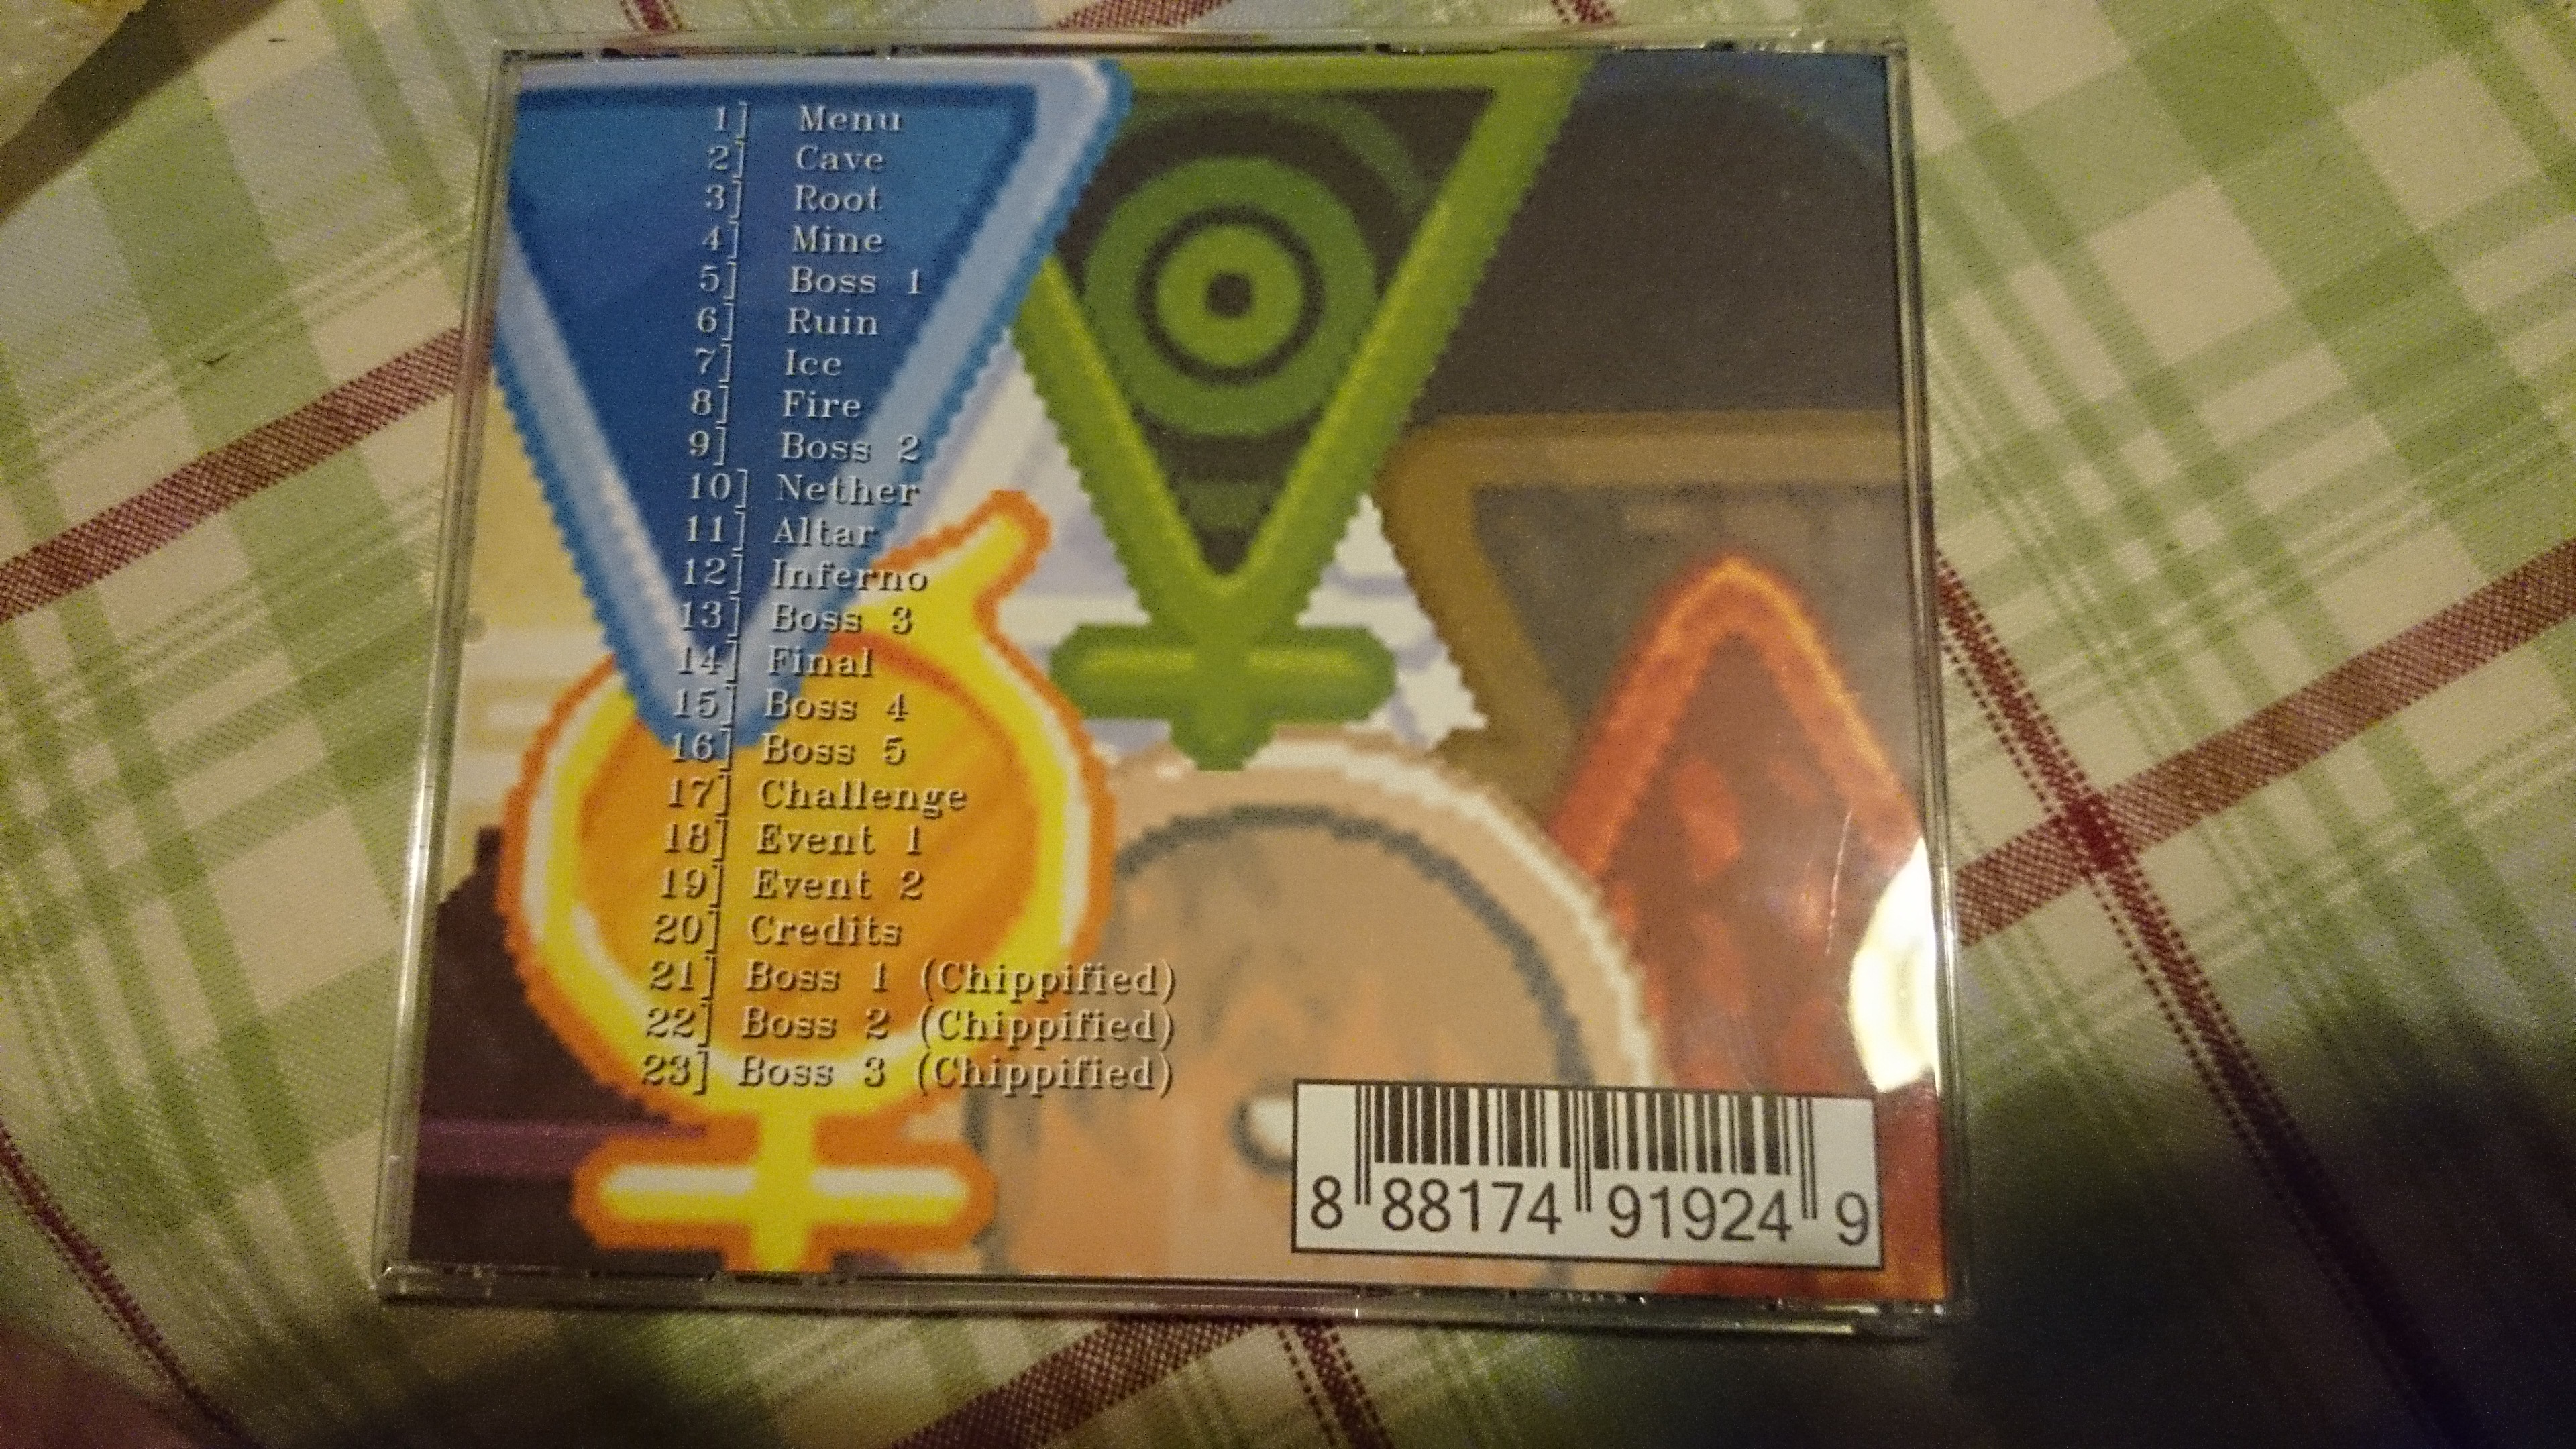 1] Menu
2] Cave
3] Root
4] Mine
5] Boss 1
6] Ruin
7] Ice
8] Fire
9] Boss 2
10] Nether
11] Altar
12] Inferno
13] Boss 3
14] Final
15] Boss 4
16] Boss 5
17] Challenge
18] Event 1
19] Event 2
20] Credits
21] Boss 1 (Chippified)
22] Boss 2 (Chippified)
23] Boss 3 (Chippified)
8 88174 91924 9